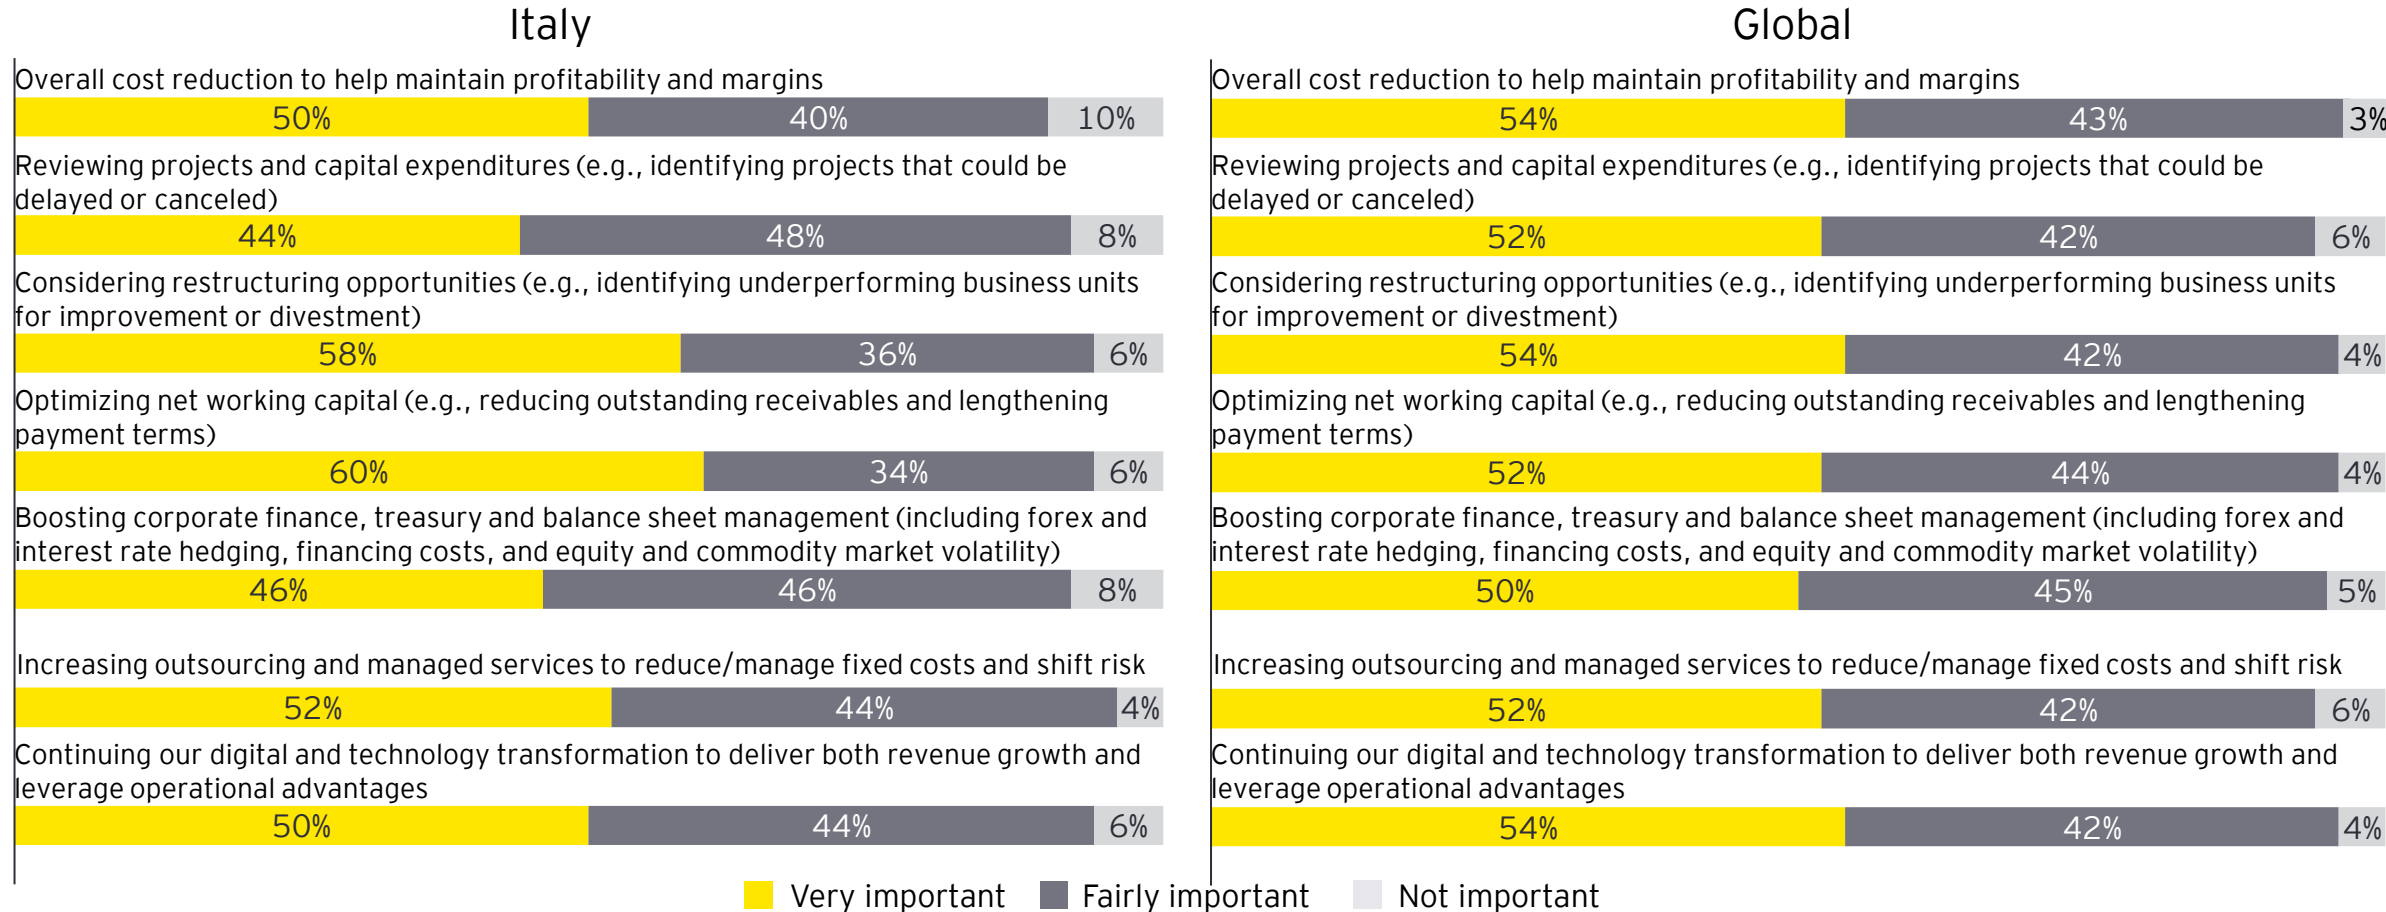 Italy
Overall cost reduction to help maintain profitability and margins
50% 40% 10%
Reviewing projects and capital expenditures (e.g., identifying projects that could be
delayed or canceled)
44% 48% 8%
Considering restructuring opportunities (e.g., identifying underperforming business units
for improvement or divestment)
58% 36% 6%
Optimizing net working capital (e.g., reducing outstanding receivables and lengthening
payment terms)
60% 34% 6%
Boosting corporate finance, treasury and balance sheet management (including forex and
interest rate hedging, financing costs, and equity and commodity market volatility)
46% 46% 8%
Increasing outsourcing and managed services to reduce/manage fixed costs and shift risk
52% 44% 4%
Continuing our digital and technology transformation to deliver both revenue growth and
leverage operational advantages
50% 44% 6%
Global
Overall cost reduction to help maintain profitability and margins
54% 43% 3%
Reviewing projects and capital expenditures (e.g., identifying projects that could be
delayed or canceled)
52% 42% 6%
Considering restructuring opportunities (e.g., identifying underperforming business units
for improvement or divestment)
54% 42% 4%
Optimizing net working capital (e.g., reducing outstanding receivables and lengthening
payment terms)
52% 44% 4%
Boosting corporate finance, treasury and balance sheet management (including forex and
interest rate hedging, financing costs, and equity and commodity market volatility)
50% 45% 5%
Increasing outsourcing and managed services to reduce/manage fixed costs and shift risk
52% 42% 6%
Continuing our digital and technology transformation to deliver both revenue growth and
leverage operational advantages
54% 42% 4%
Very important Fairly important Not important